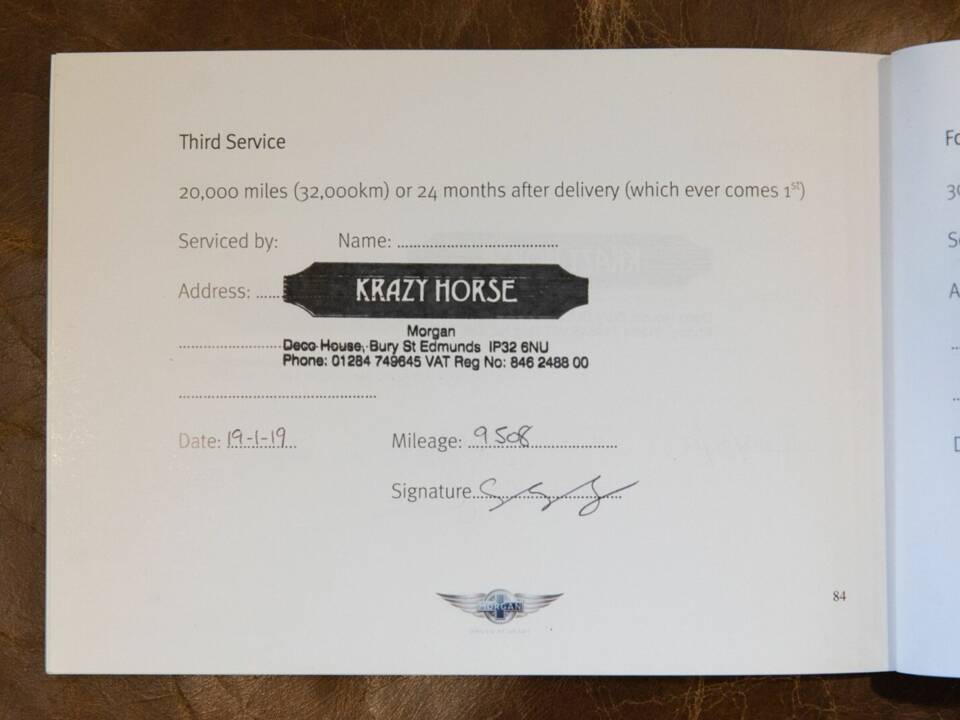 Third Service
20,000 miles (32,000km) or 24 months after delivery (which ever comes 1st)
Serviced by: Name: ................................................
Address: ......
KRAZY HORSE
Morgan
Deco House, Bury St Edmunds IP32 6NU
Phone: 01284 749645 VAT Reg No: 846 2488 00
Date: 19-1-19
Mileage: 9508
Signature
MORGAN
84